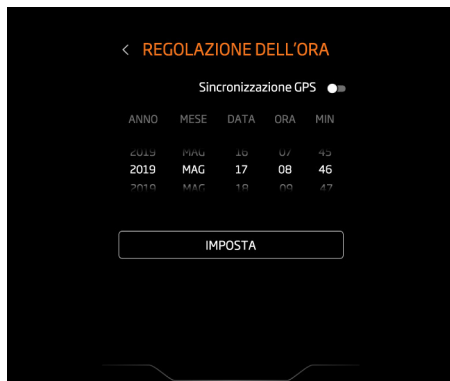 < REGOLAZIONE DELL'ORA
Sincronizzazione GPS
ANNO MESE DATA ORA MIN
2019 MAG 16 07 45
2019 MAG 17 08 46
2019 MAG 18 09 47
IMPOSTA